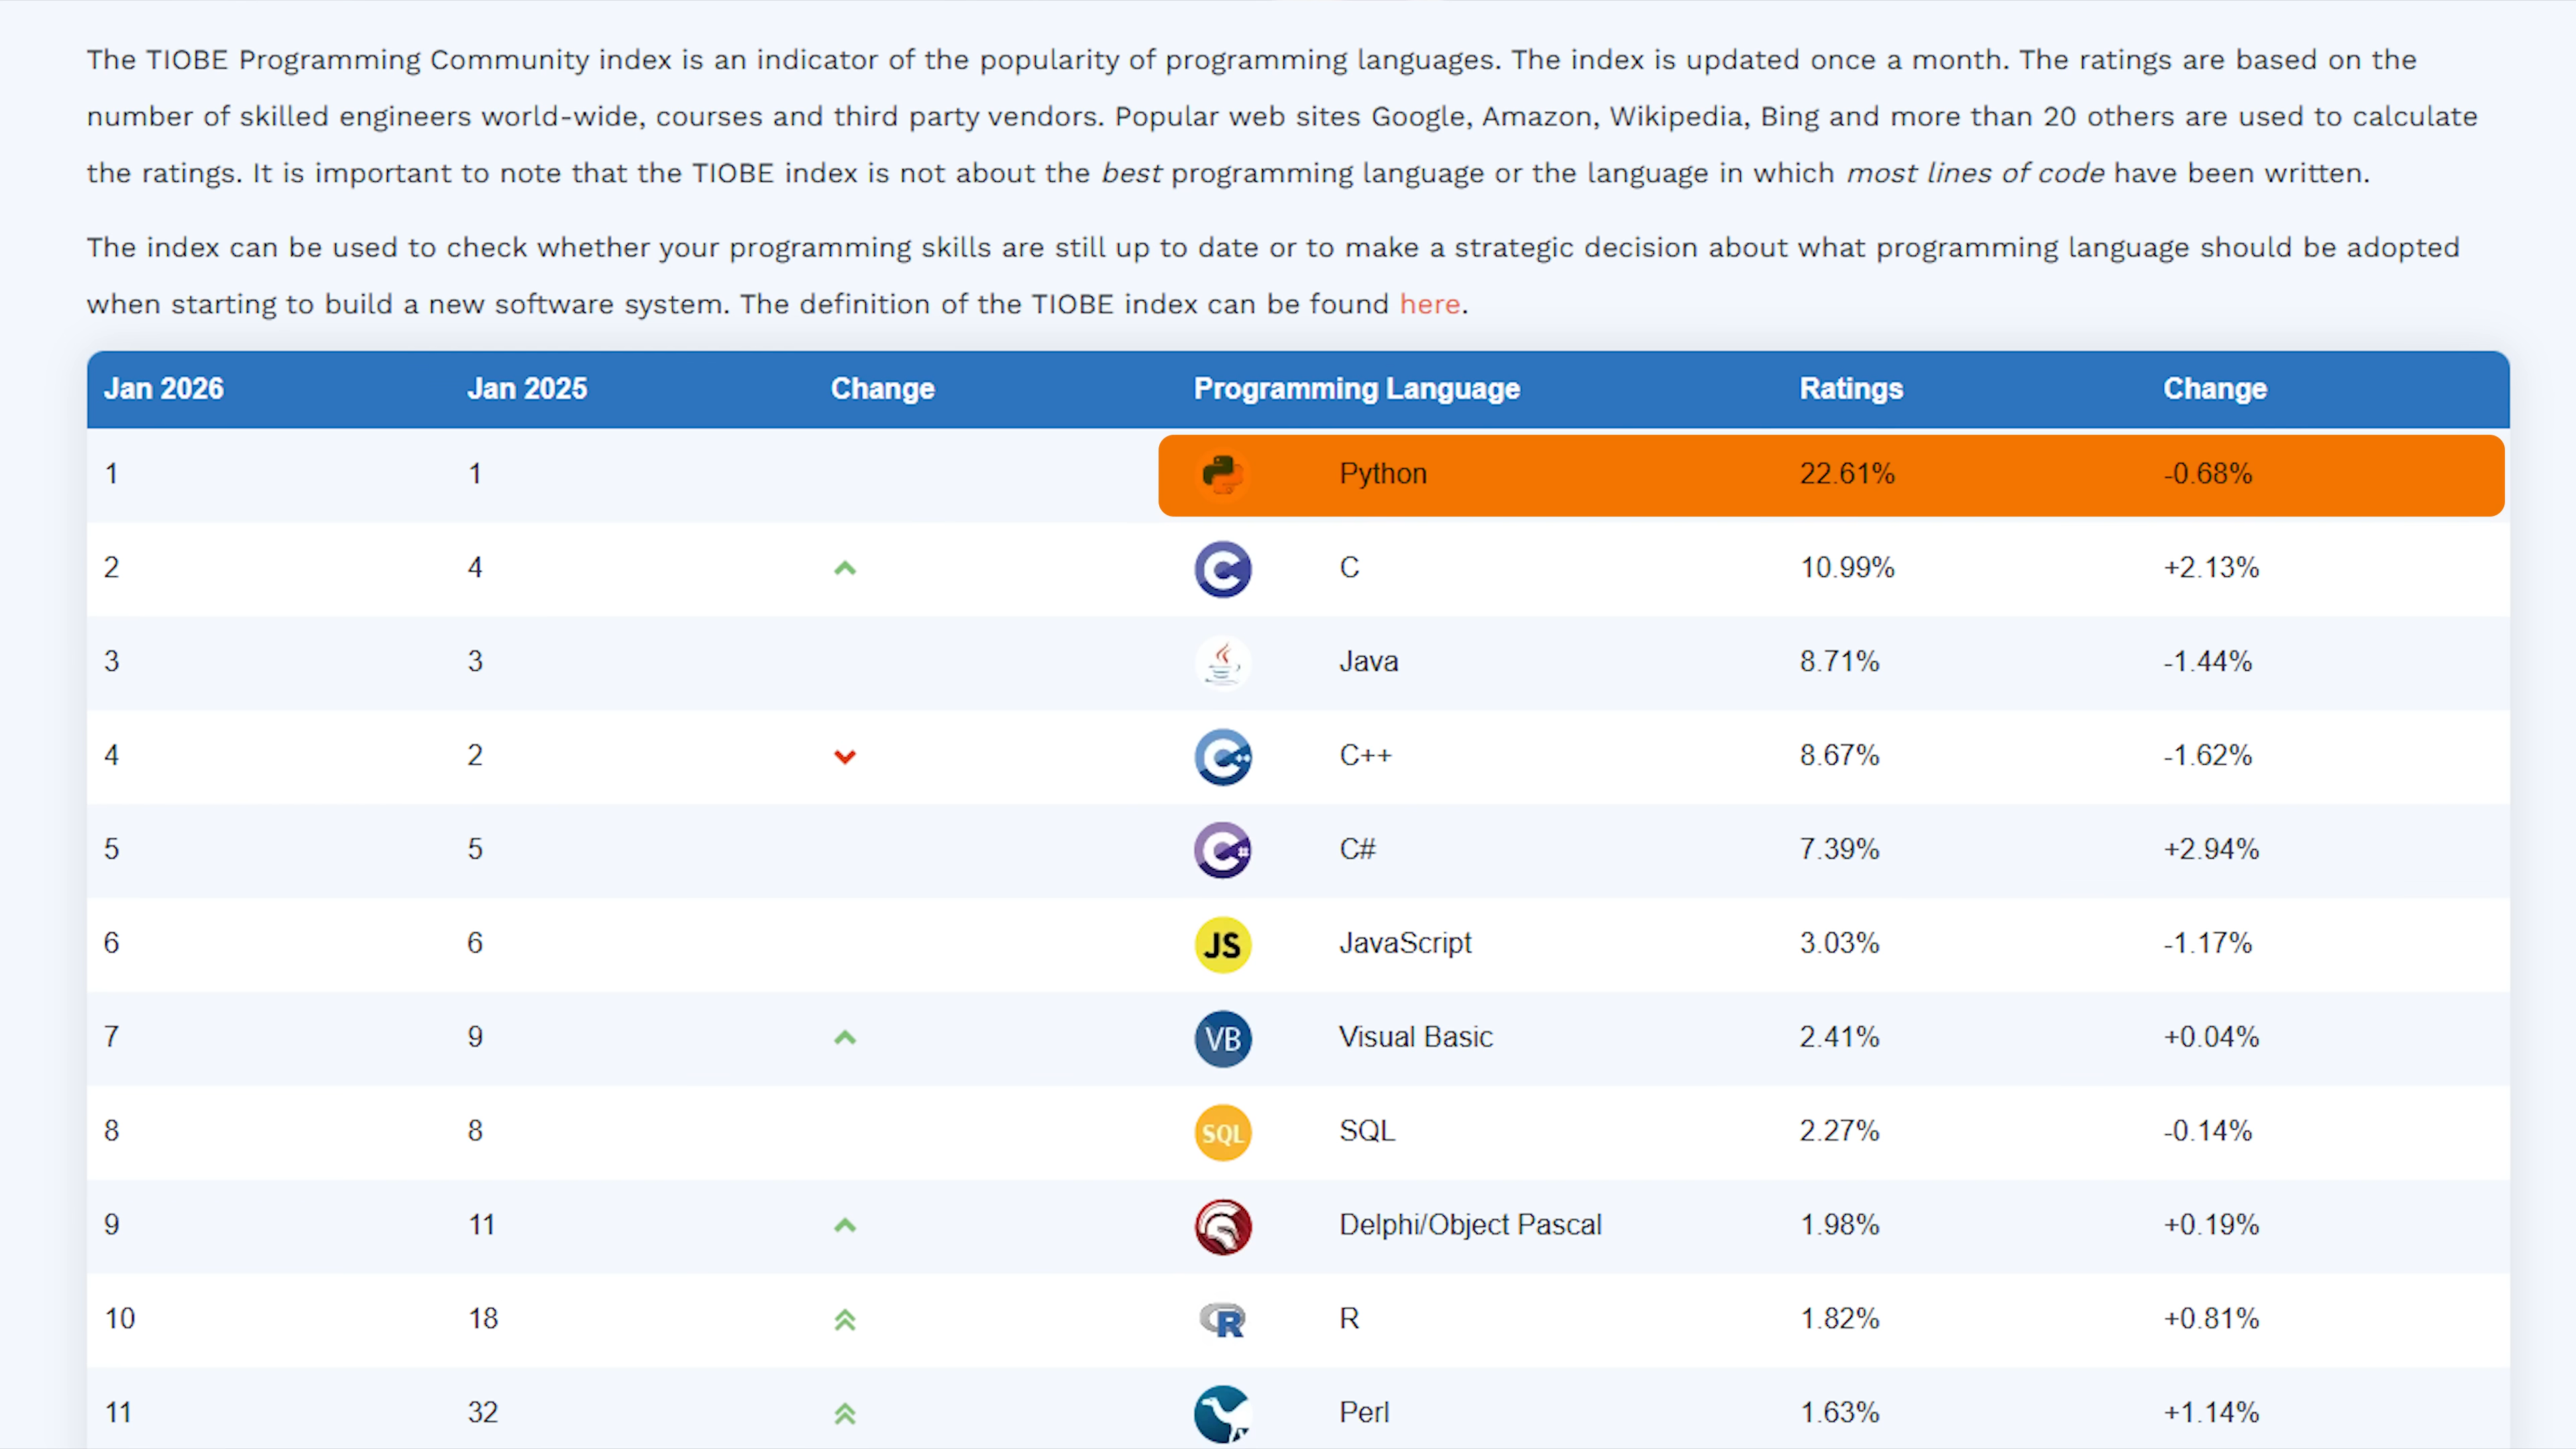 The TIOBE Programming Community index is an indicator of the popularity of programming languages. The index is updated once a month. The ratings are based on the
number of skilled engineers world-wide, courses and third party vendors. Popular web sites Google, Amazon, Wikipedia, Bing and more than 20 others are used to calculate
the ratings. It is important to note that the TIOBE index is not about the best programming language or the language in which most lines of code have been written.
The index can be used to check whether your programming skills are still up to date or to make a strategic decision about what programming language should be adopted
when starting to build a new software system. The definition of the TIOBE index can be found here.
Jan 2026 Jan 2025 Change Programming Language Ratings Change
1 1 Python 22.61% -0.68%
2 4 C C 10.99% +2.13%
3 3 Java 8.71% -1.44%
4 2 C++ C++ 8.67% -1.62%
5 5 C# C# 7.39% +2.94%
6 6 JS JavaScript 3.03% -1.17%
7 9 VB Visual Basic 2.41% +0.04%
8 8 SQL SQL 2.27% -0.14%
9 11 Delphi/Object Pascal 1.98% +0.19%
10 18 R R 1.82% +0.81%
11 32 Perl 1.63% +1.14%